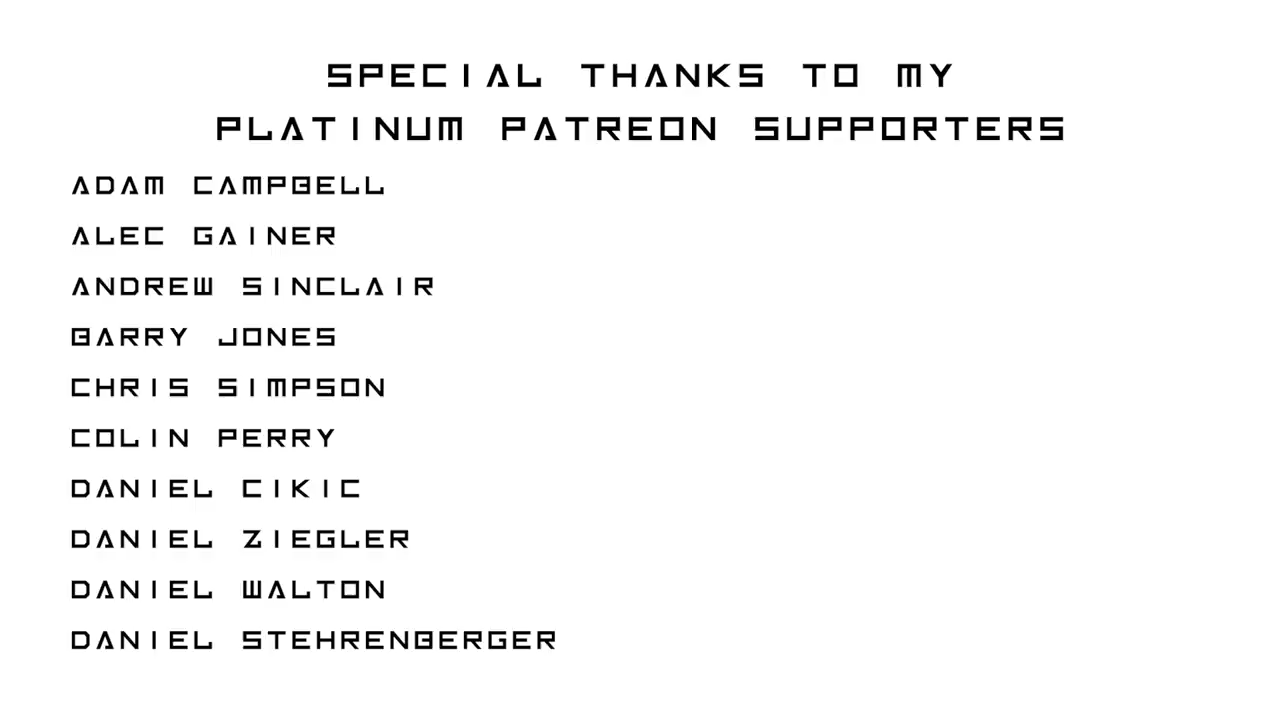 SPECIAL THANKS TO MY
PLATINUM PATREON SUPPORTERS
ADAM CAMPBELL
ALEC GAINER
ANDREW SINCLAIR
BARRY JONES
CHRIS SIMPSON
COLIN PERRY
DANIEL CIKIC
DANIEL ZIEGLER
DANIEL WALTON
DANIEL STEHRENBERGER